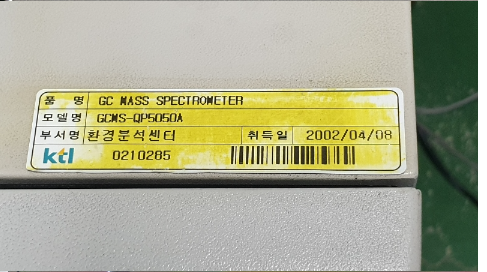 품 명 GC MASS SPECTROMETER
모델명 GCMS-QP5050A
부서명 환경분석센터 취득일 2002/04/08
ktl 0210285